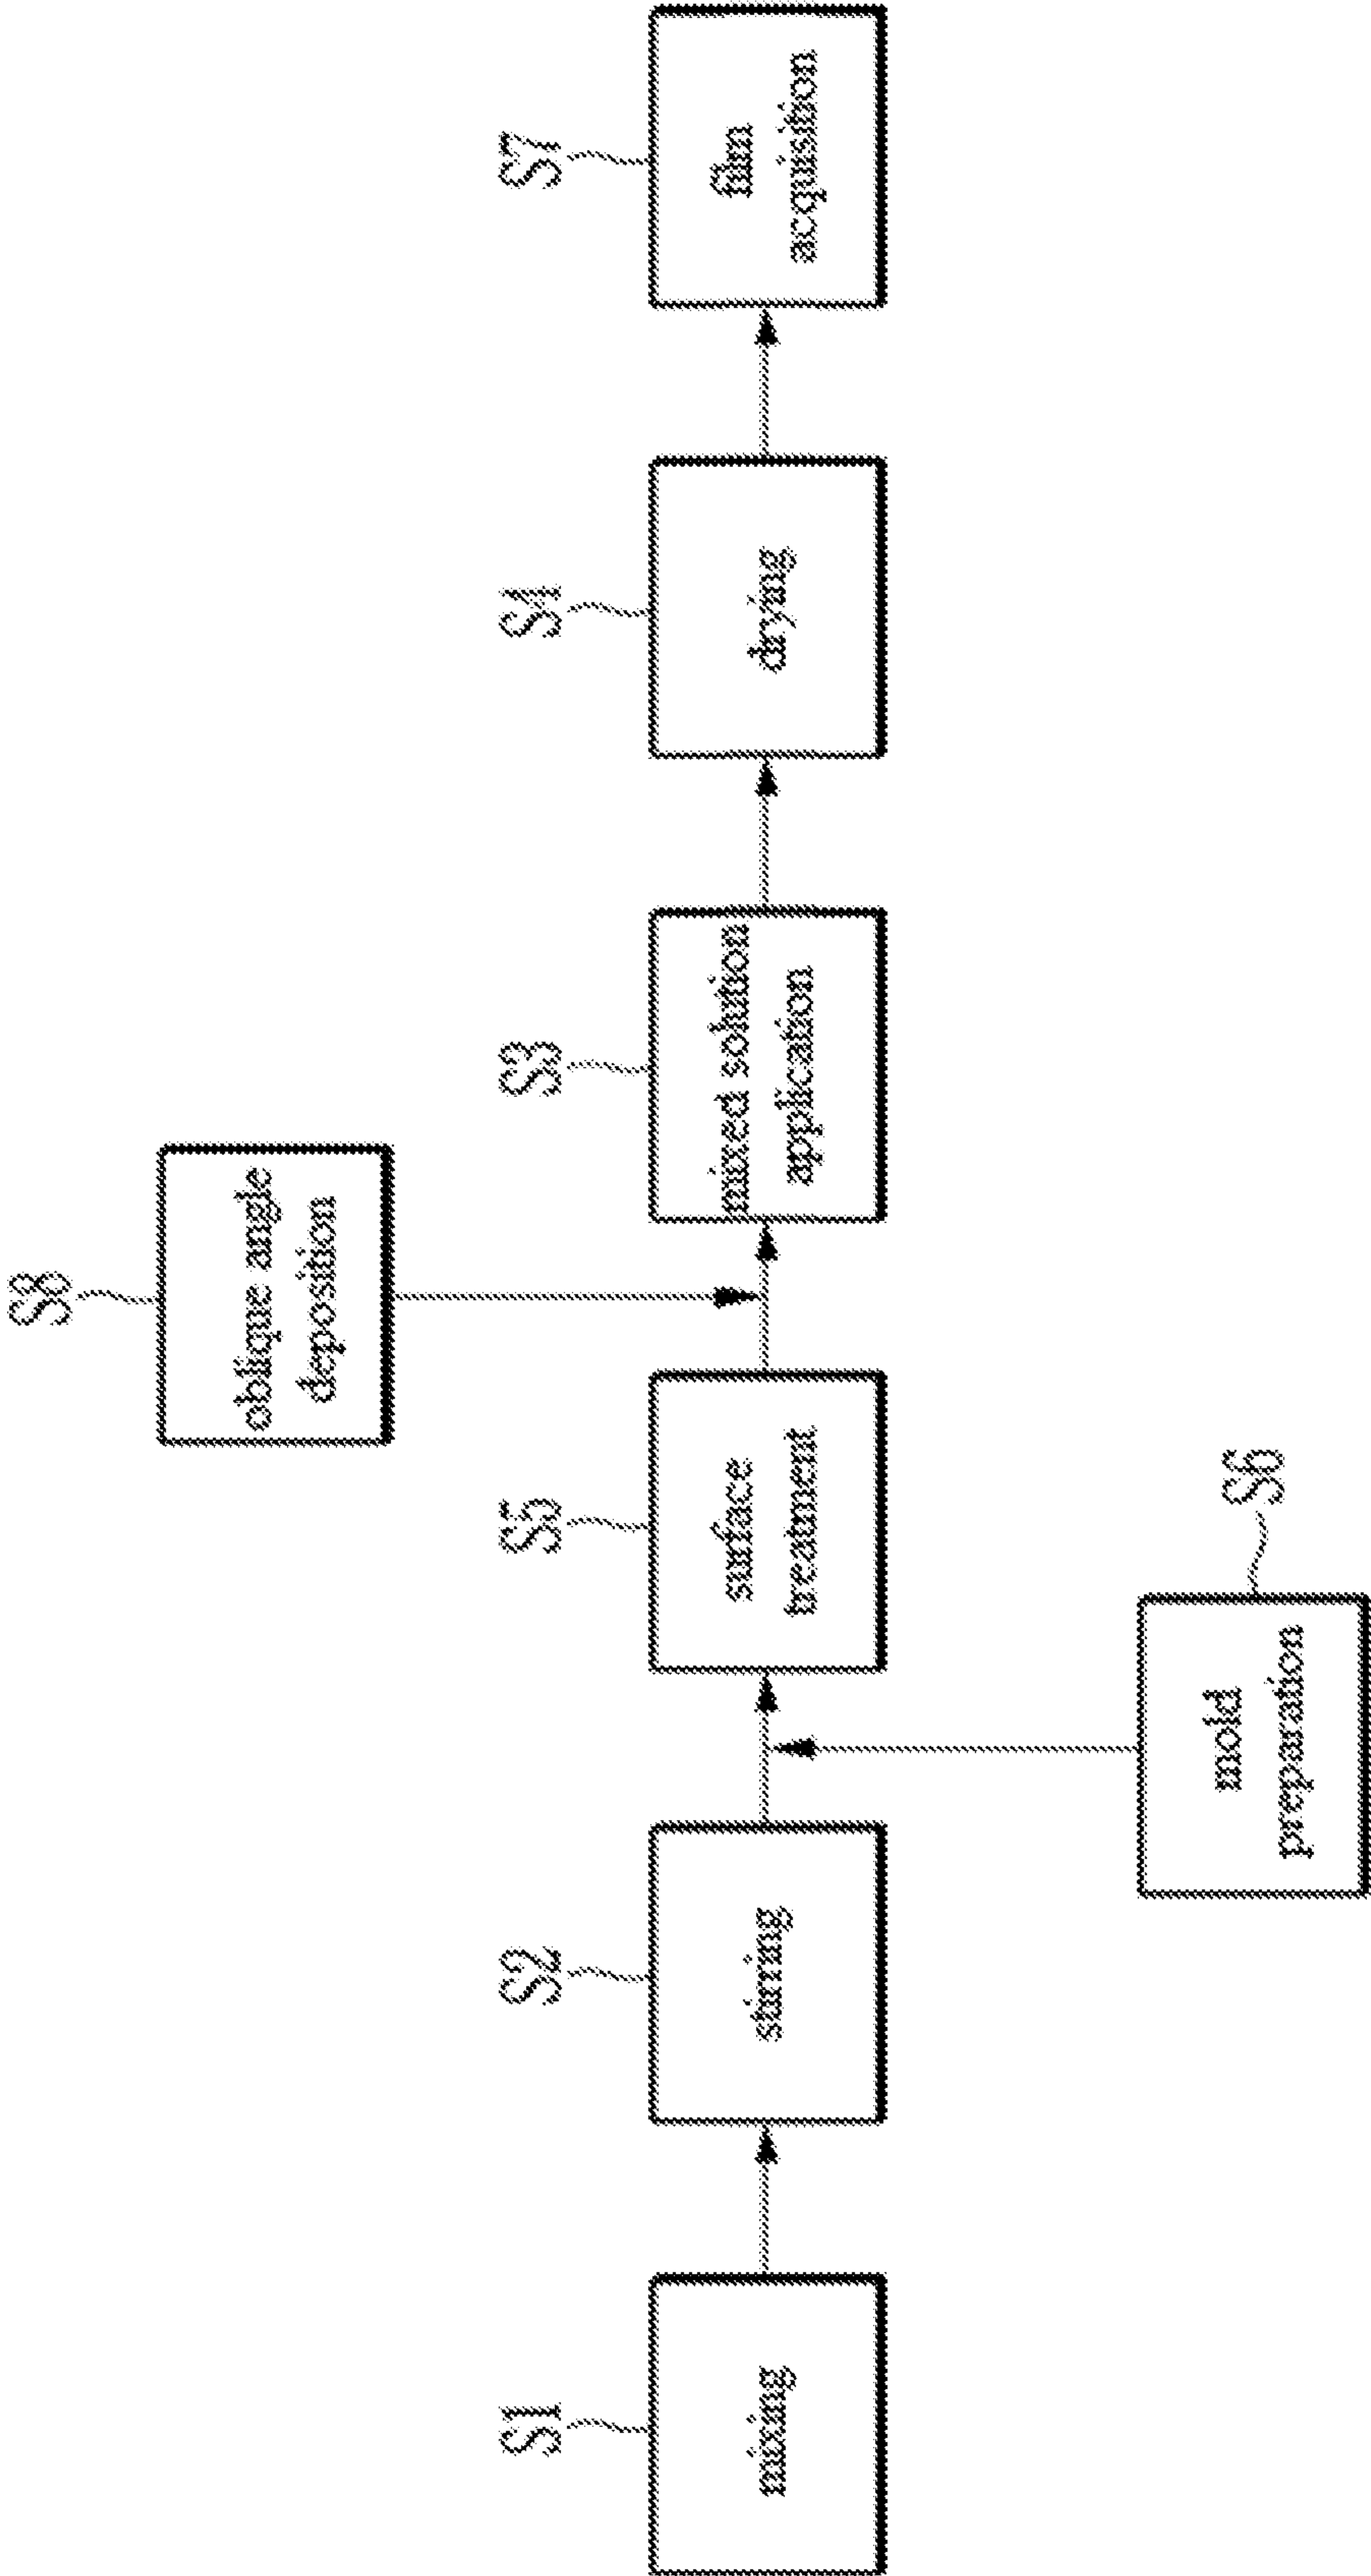 S8
oblique angle
deposition
S1
mixing
S2
stirring
S5
surface
treatment
S3
mixed solution
application
S4
drying
S7
film
acquisition
mold
preparation
S6